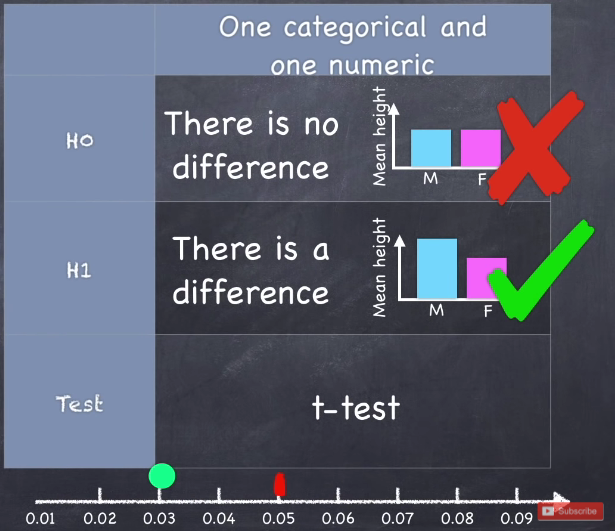 One categorical and
one numeric
H0
There is no
difference
Mean height
M
F
H1
There is a
difference
Mean height
M
F
Test
t-test
0.01 0.02 0.03 0.04 0.05 0.06 0.07 0.08 0.09
Subscribe